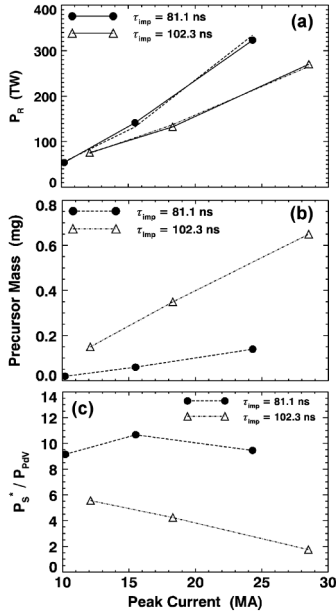 400
300
200
100
0
P_R (TW)
τ_imp = 81.1 ns
τ_imp = 102.3 ns
(a)
0.8
0.6
0.4
0.2
0.0
Precursor Mass (mg)
τ_imp = 81.1 ns
τ_imp = 102.3 ns
(b)
14
12
10
8
6
4
2
0
P_S* / P_PdV
(c)
τ_imp = 81.1 ns
τ_imp = 102.3 ns
10 15 20 25 30
Peak Current (MA)